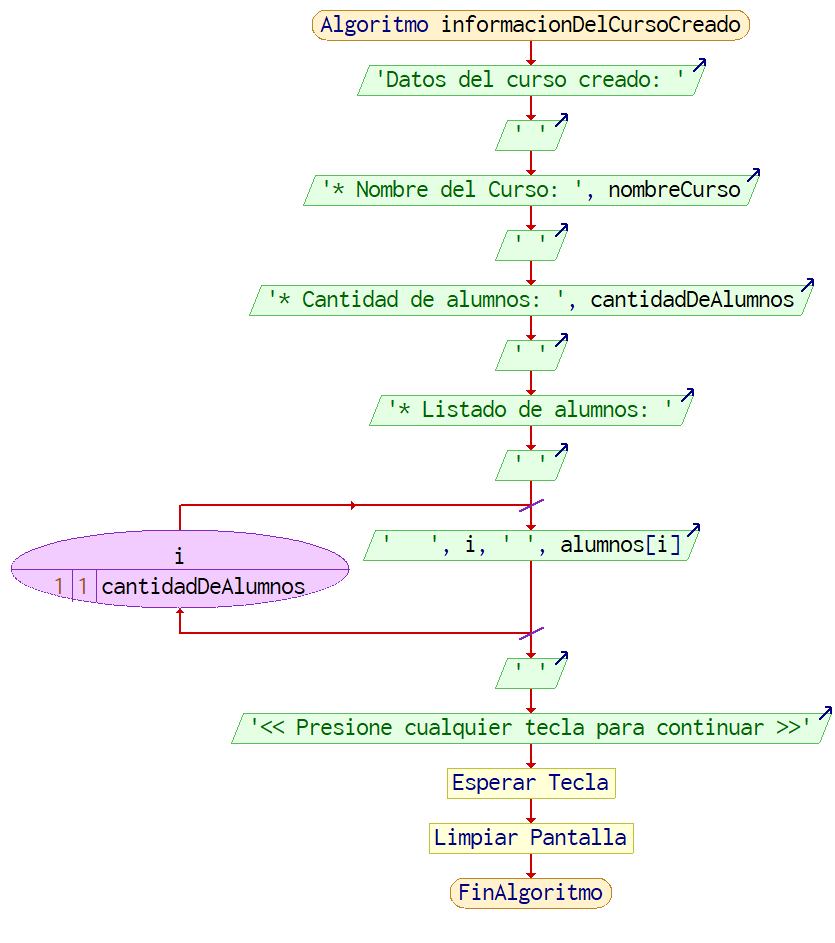 Algoritmo informacionDelCursoCreado
'Datos del curso creado: '
' '
'* Nombre del Curso: ', nombreCurso
' '
'* Cantidad de alumnos: ', cantidadDeAlumnos
' '
'* Listado de alumnos: '
' '
'   ', i, ' ', alumnos[i]
i
1 1 cantidadDeAlumnos
' '
'<< Presione cualquier tecla para continuar >>'
Esperar Tecla
Limpiar Pantalla
FinAlgoritmo